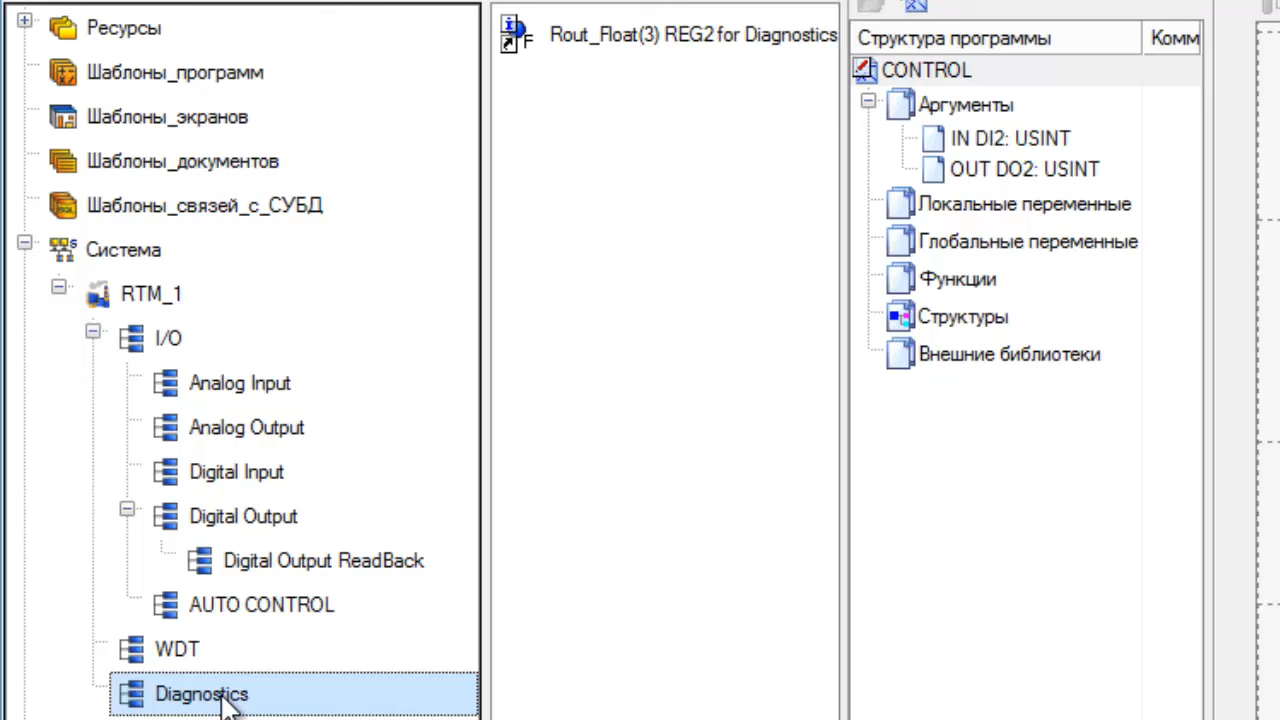 Ресурсы
Шаблоны_программ
Шаблоны_экранов
Шаблоны_документов
Шаблоны_связей_с_СУБД
Система
RTM_1
I/O
Analog Input
Analog Output
Digital Input
Digital Output
Digital Output ReadBack
AUTO CONTROL
WDT
Diagnostics
Rout_Float(3) REG2 for Diagnostics
Структура программы
Комм
CONTROL
Аргументы
IN DI2: USINT
OUT DO2: USINT
Локальные переменные
Глобальные переменные
Функции
Структуры
Внешние библиотеки